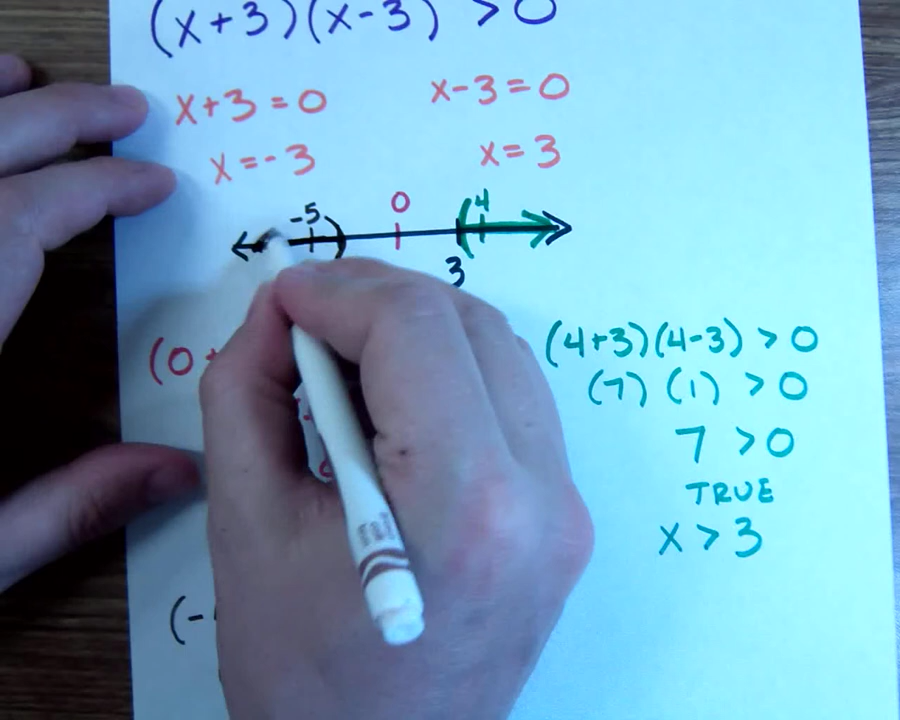 (x+3)(x-3) > 0
x+3=0 x-3=0
x=-3 x=3
-5 0 4
3
(0+ (4+3)(4-3) > 0
(7) (1) > 0
7 > 0
TRUE
x > 3
(-